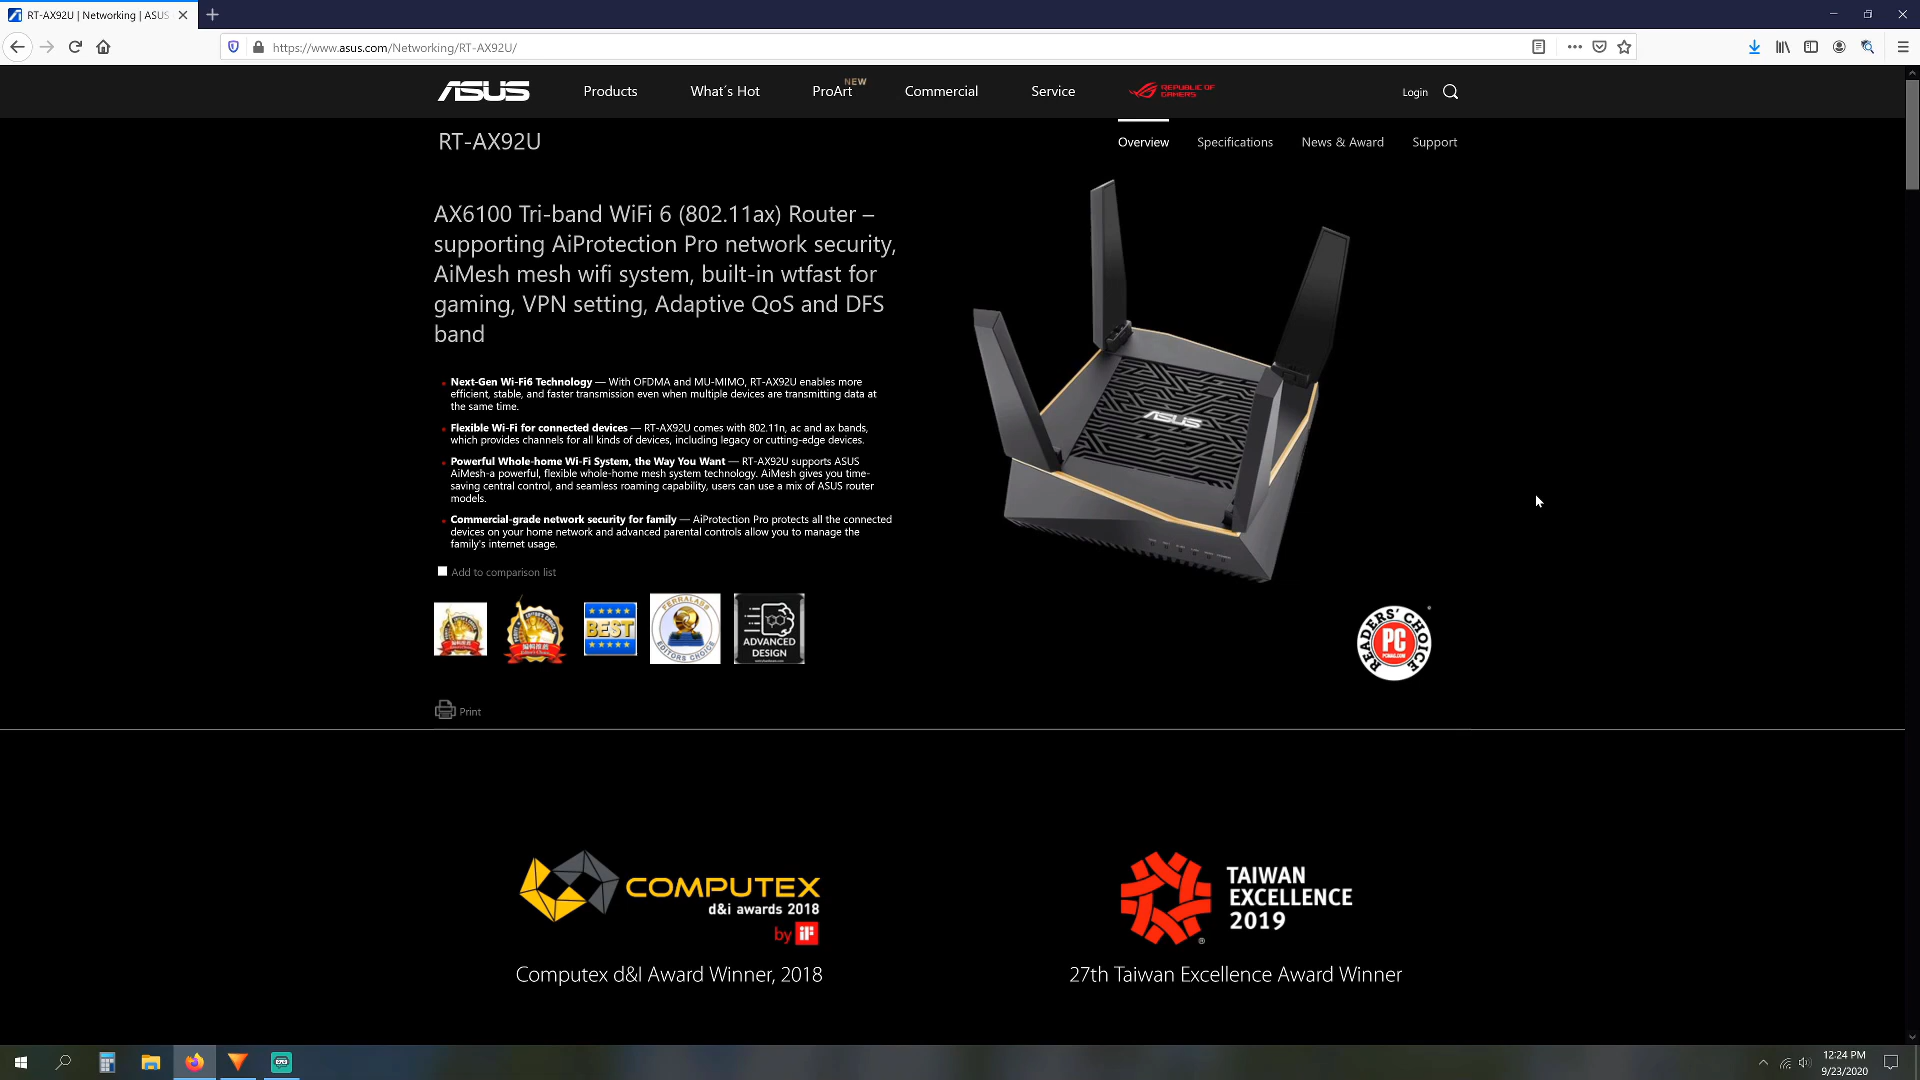 RT-AX92U | Networking | ASUS
https://www.asus.com/Networking/RT-AX92U/
ASUS
Products
What's Hot
ProArt
NEW
Commercial
Service
REPUBLIC OF
GAMERS
Login
RT-AX92U
Overview
Specifications
News & Award
Support
AX6100 Tri-band WiFi 6 (802.11ax) Router –
supporting AiProtection Pro network security,
AiMesh mesh wifi system, built-in wtfast for
gaming, VPN setting, Adaptive QoS and DFS
band
Next-Gen Wi-Fi6 Technology — With OFDMA and MU-MIMO, RT-AX92U enables more
efficient, stable, and faster transmission even when multiple devices are transmitting data at
the same time.
Flexible Wi-Fi for connected devices — RT-AX92U comes with 802.11n, ac and ax bands,
which provides channels for all kinds of devices, including legacy or cutting-edge devices.
Powerful Whole-home Wi-Fi System, the Way You Want — RT-AX92U supports ASUS
AiMesh-a powerful, flexible whole-home mesh system technology. AiMesh gives you time-
saving central control, and seamless roaming capability, users can use a mix of ASUS router
models.
Commercial-grade network security for family — AiProtection Pro protects all the connected
devices on your home network and advanced parental controls allow you to manage the
family's internet usage.
Add to comparison list
ASUS
BEST
EDITORS CHOICE
ADVANCED
DESIGN
READERS' CHOICE
PC
Print
COMPUTEX
d&i awards 2018
by iF
Computex d&I Award Winner, 2018
TAIWAN
EXCELLENCE
2019
®
27th Taiwan Excellence Award Winner
12:24 PM
9/23/2020